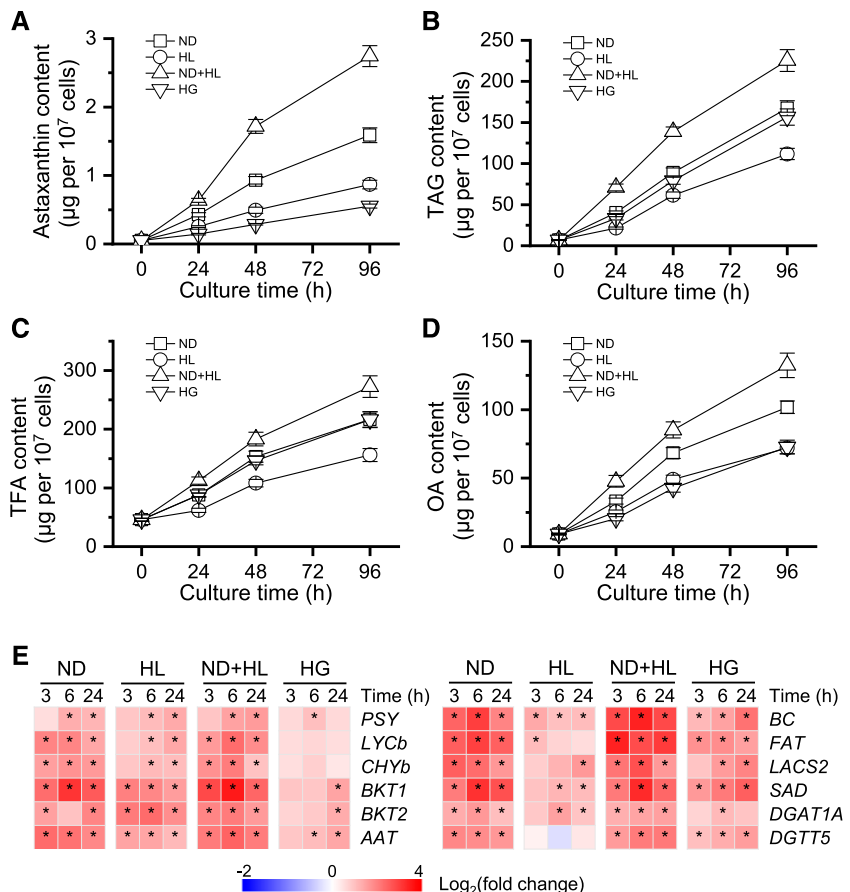 A
Astaxanthin content
(µg per 10⁷ cells)
3
2
1
0
ND
HL
ND+HL
HG
0 24 48 72 96
Culture time (h)
B
TAG content
(µg per 10⁷ cells)
250
200
150
100
50
0
ND
HL
ND+HL
HG
0 24 48 72 96
Culture time (h)
C
TFA content
(µg per 10⁷ cells)
300
200
100
0
ND
HL
ND+HL
HG
0 24 48 72 96
Culture time (h)
D
OA content
(µg per 10⁷ cells)
150
100
50
0
ND
HL
ND+HL
HG
0 24 48 72 96
Culture time (h)
E
ND HL ND+HL HG
3 6 24 3 6 24 3 6 24 3 6 24 Time (h)
PSY
LYCb
CHYb
BKT1
BKT2
AAT
ND HL ND+HL HG
3 6 24 3 6 24 3 6 24 3 6 24 Time (h)
BC
FAT
LACS2
SAD
DGAT1A
DGTT5
-2 0 4 Log₂(fold change)